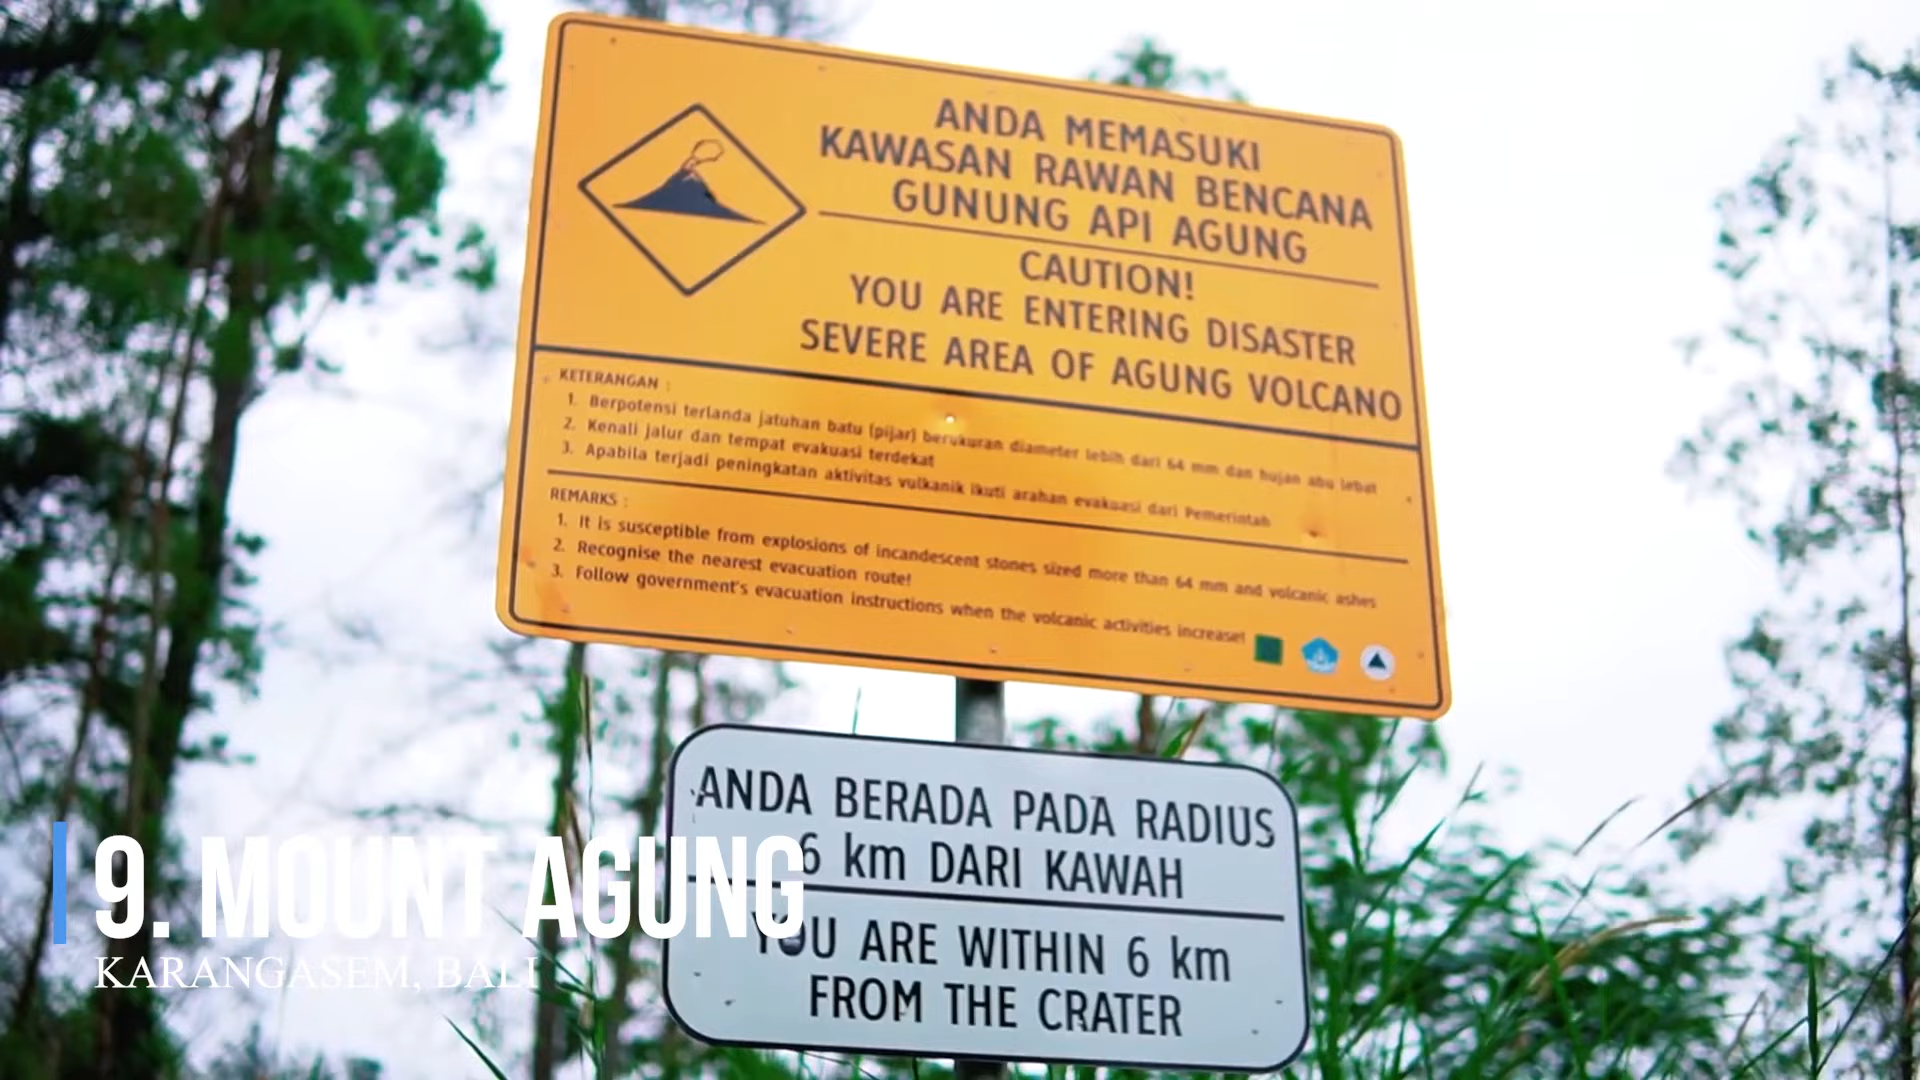 ANDA MEMASUKI
KAWASAN RAWAN BENCANA
GUNUNG API AGUNG
CAUTION!
YOU ARE ENTERING DISASTER
SEVERE AREA OF AGUNG VOLCANO
KETERANGAN :
1. Berpotensi terlanda jatuhan batu (pijar) berukuran diameter lebih dari 64 mm dan hujan abu lebat
2. Kenali jalur dan tempat evakuasi terdekat
3. Apabila terjadi peningkatan aktivitas vulkanik ikuti arahan evakuasi dari Pemerintah
REMARKS :
1. It is susceptible from explosions of incandescent stones sized more than 64 mm and volcanic ashes
2. Recognise the nearest evacuation route!
3. Follow government's evacuation instructions when the volcanic activities increase!
ANDA BERADA PADA RADIUS
6 km DARI KAWAH
YOU ARE WITHIN 6 km
FROM THE CRATER
9. MOUNT AGUNG
KARANGASEM, BALI